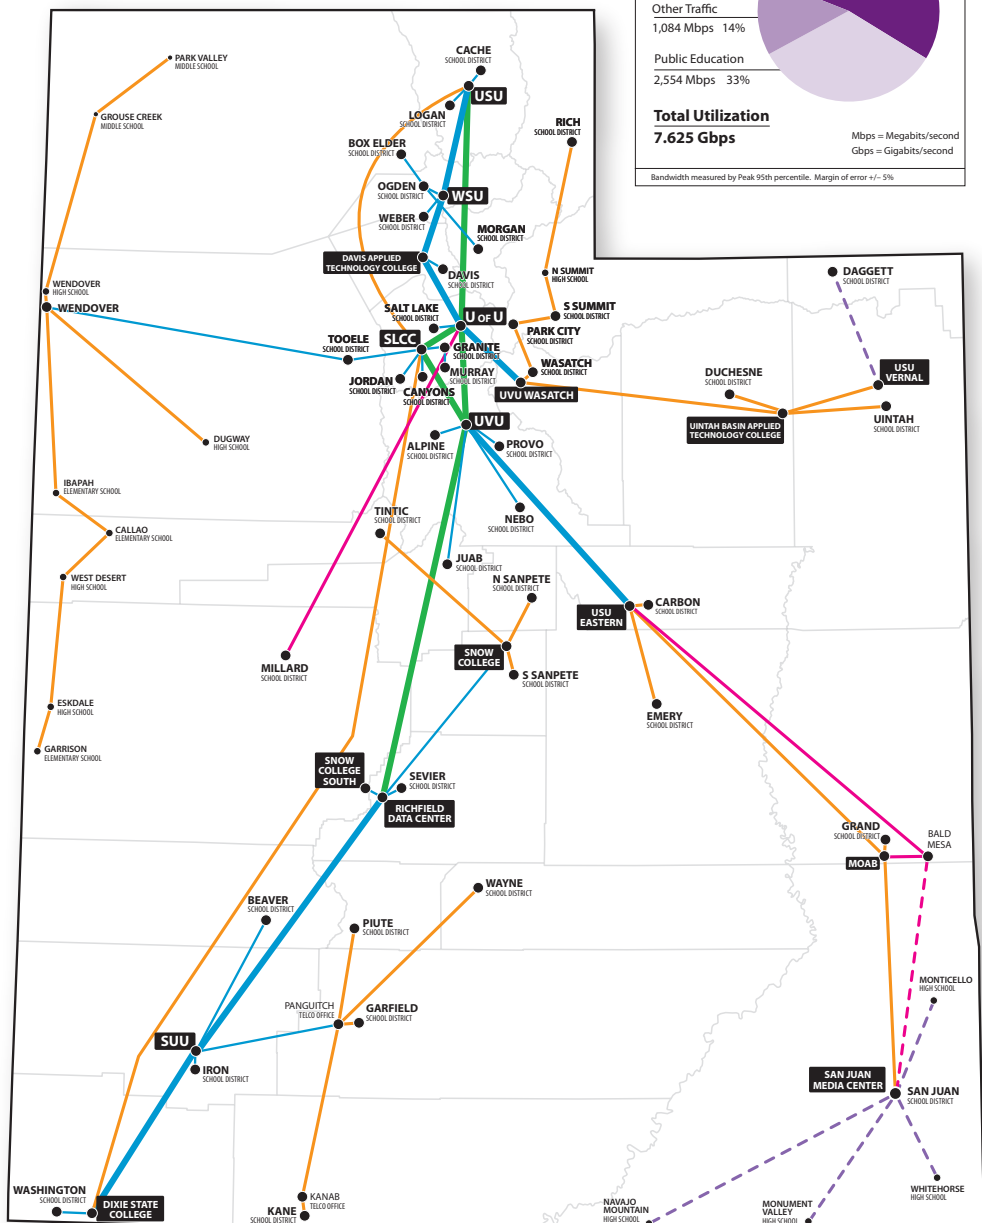 Other Traffic
1,084 Mbps 14%
Public Education
2,554 Mbps 33%
Total Utilization
7.625 Gbps
Mbps = Megabits/second
Gbps = Gigabits/second
Bandwidth measured by Peak 95th percentile. Margin of error +/– 5%
PARK VALLEY
MIDDLE SCHOOL
GROUSE CREEK
MIDDLE SCHOOL
CACHE
SCHOOL DISTRICT
USU
LOGAN
SCHOOL DISTRICT
RICH
SCHOOL DISTRICT
BOX ELDER
SCHOOL DISTRICT
OGDEN
SCHOOL DISTRICT
WSU
WEBER
SCHOOL DISTRICT
MORGAN
SCHOOL DISTRICT
DAVIS APPLIED
TECHNOLOGY COLLEGE
DAVIS
SCHOOL DISTRICT
N SUMMIT
HIGH SCHOOL
DAGGETT
SCHOOL DISTRICT
WENDOVER
HIGH SCHOOL
WENDOVER
SALT LAKE
SCHOOL DISTRICT
U OF U
S SUMMIT
SCHOOL DISTRICT
PARK CITY
SCHOOL DISTRICT
SLCC
TOOELE
SCHOOL DISTRICT
GRANITE
SCHOOL DISTRICT
MURRAY
SCHOOL DISTRICT
WASATCH
SCHOOL DISTRICT
JORDAN
SCHOOL DISTRICT
CANYONS
SCHOOL DISTRICT
UVU WASATCH
DUCHESNE
SCHOOL DISTRICT
USU
VERNAL
UINTAH
SCHOOL DISTRICT
UINTAH BASIN APPLIED
TECHNOLOGY COLLEGE
UVU
ALPINE
SCHOOL DISTRICT
PROVO
SCHOOL DISTRICT
DUGWAY
HIGH SCHOOL
IBAPAH
ELEMENTARY SCHOOL
CALLAO
ELEMENTARY SCHOOL
TINTIC
SCHOOL DISTRICT
NEBO
SCHOOL DISTRICT
JUAB
SCHOOL DISTRICT
WEST DESERT
HIGH SCHOOL
N SANPETE
SCHOOL DISTRICT
USU
EASTERN
CARBON
SCHOOL DISTRICT
SNOW
COLLEGE
S SANPETE
SCHOOL DISTRICT
MILLARD
SCHOOL DISTRICT
EMERY
SCHOOL DISTRICT
ESKDALE
HIGH SCHOOL
GARRISON
ELEMENTARY SCHOOL
SNOW
COLLEGE
SOUTH
SEVIER
SCHOOL DISTRICT
RICHFIELD
DATA CENTER
GRAND
SCHOOL DISTRICT
BALD
MESA
MOAB
WAYNE
SCHOOL DISTRICT
BEAVER
SCHOOL DISTRICT
PIUTE
SCHOOL DISTRICT
MONTICELLO
HIGH SCHOOL
PANGUITCH
TELCO OFFICE
GARFIELD
SCHOOL DISTRICT
SUU
IRON
SCHOOL DISTRICT
SAN JUAN
MEDIA CENTER
SAN JUAN
SCHOOL DISTRICT
WASHINGTON
SCHOOL DISTRICT
DIXIE STATE
COLLEGE
KANAB
TELCO OFFICE
KANE
SCHOOL DISTRICT
WHITEHORSE
HIGH SCHOOL
NAVAJO
MOUNTAIN
HIGH SCHOOL
MONUMENT
VALLEY
HIGH SCHOOL